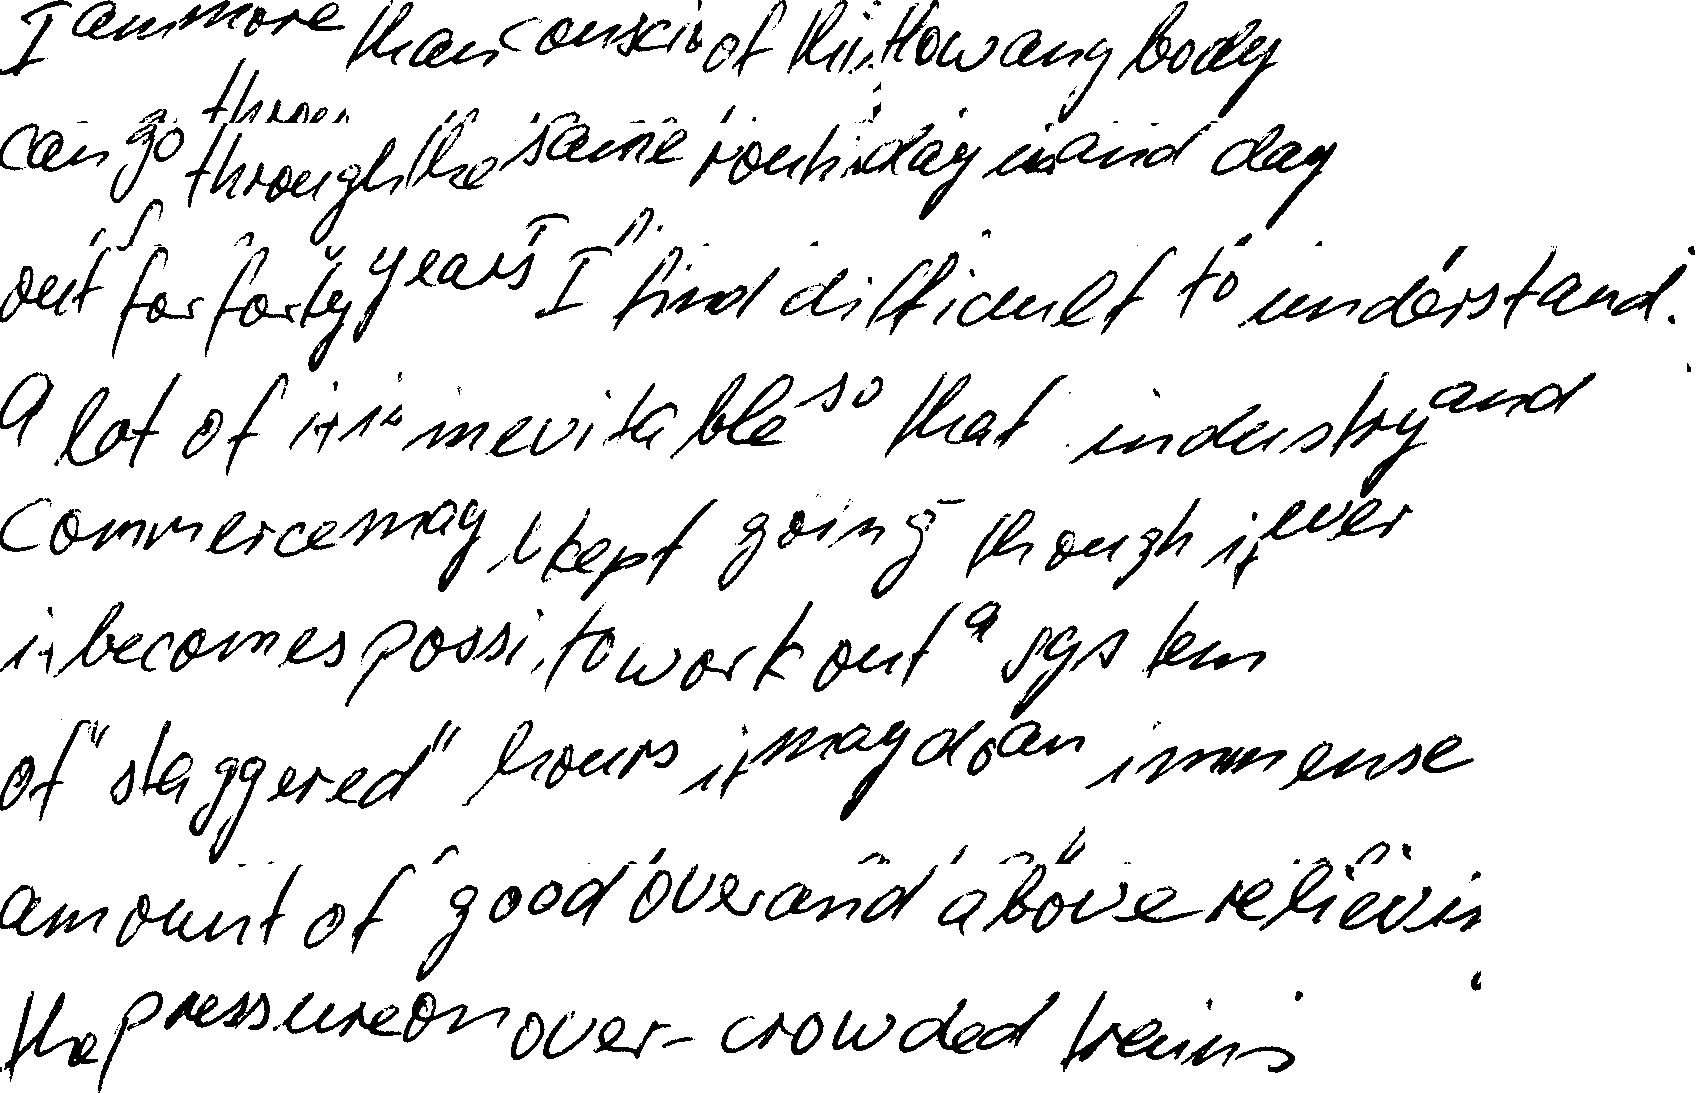 I am more than conscio of this. How any body
can go through the same routin day in and day
out for forty years I find difficult to understand.
A lot of it is inevitable so that industry and
commerce may kept going though if ever
it becomes possi to work out a system
of "staggered" hours it may do an immense
amount of good over and above relievin
the pressure on over-crowded trains